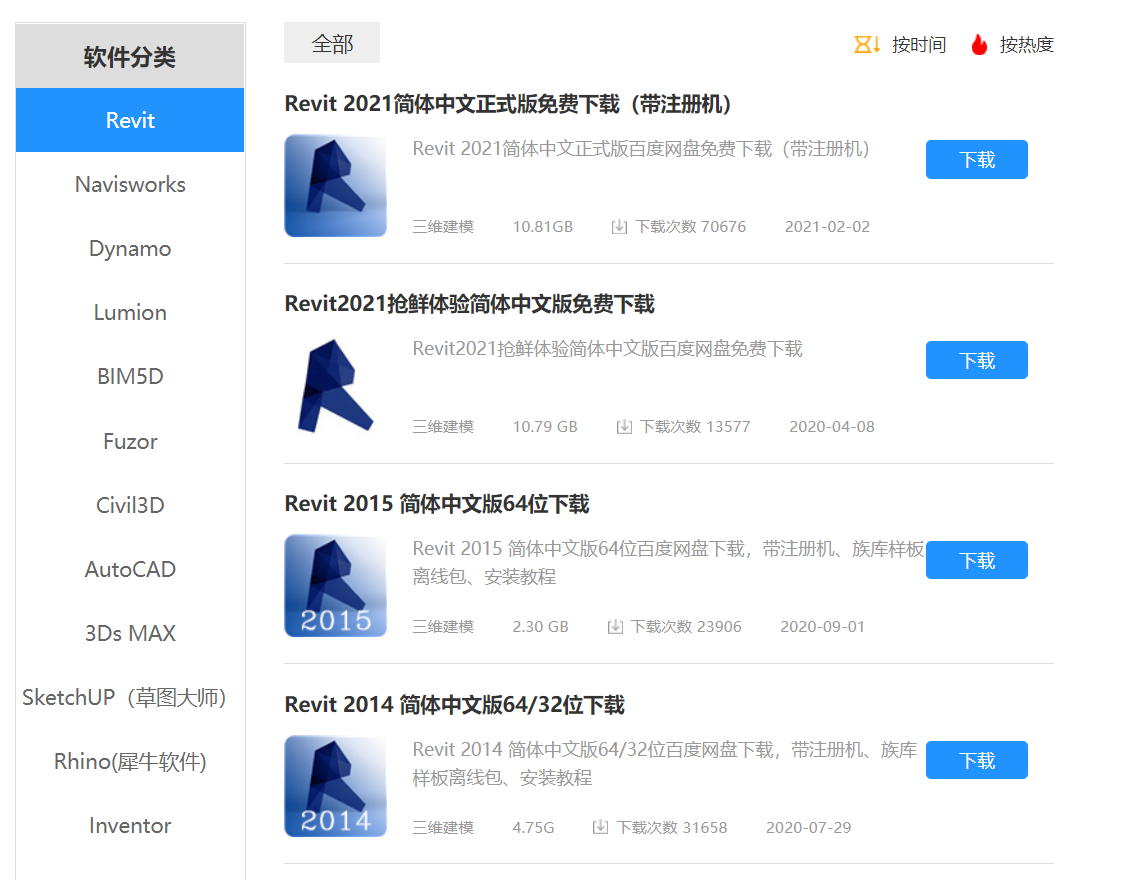 软件分类
Revit
Navisworks
Dynamo
Lumion
BIM5D
Fuzor
Civil3D
AutoCAD
3Ds MAX
SketchUP（草图大师）
Rhino(犀牛软件)
Inventor
全部
按时间 按热度
Revit 2021简体中文正式版免费下载（带注册机）
Revit 2021简体中文正式版百度网盘免费下载（带注册机）
下载
三维建模 10.81GB 下载次数 70676 2021-02-02
Revit2021抢鲜体验简体中文版免费下载
Revit2021抢鲜体验简体中文版百度网盘免费下载
下载
三维建模 10.79 GB 下载次数 13577 2020-04-08
Revit 2015 简体中文版64位下载
Revit 2015 简体中文版64位百度网盘下载，带注册机、族库样板
离线包、安装教程
下载
2015
三维建模 2.30 GB 下载次数 23906 2020-09-01
Revit 2014 简体中文版64/32位下载
Revit 2014 简体中文版64/32位百度网盘下载，带注册机、族库
样板离线包、安装教程
下载
2014
三维建模 4.75G 下载次数 31658 2020-07-29